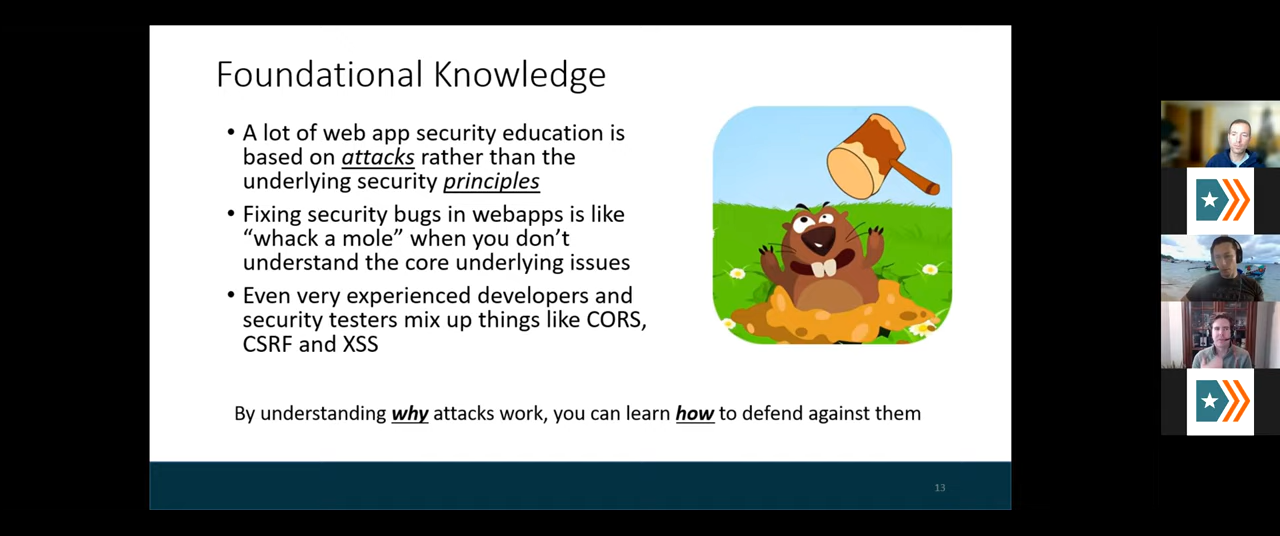 Foundational Knowledge
• A lot of web app security education is
based on attacks rather than the
underlying security principles
• Fixing security bugs in webapps is like
“whack a mole” when you don’t
understand the core underlying issues
• Even very experienced developers and
security testers mix up things like CORS,
CSRF and XSS
By understanding why attacks work, you can learn how to defend against them
13